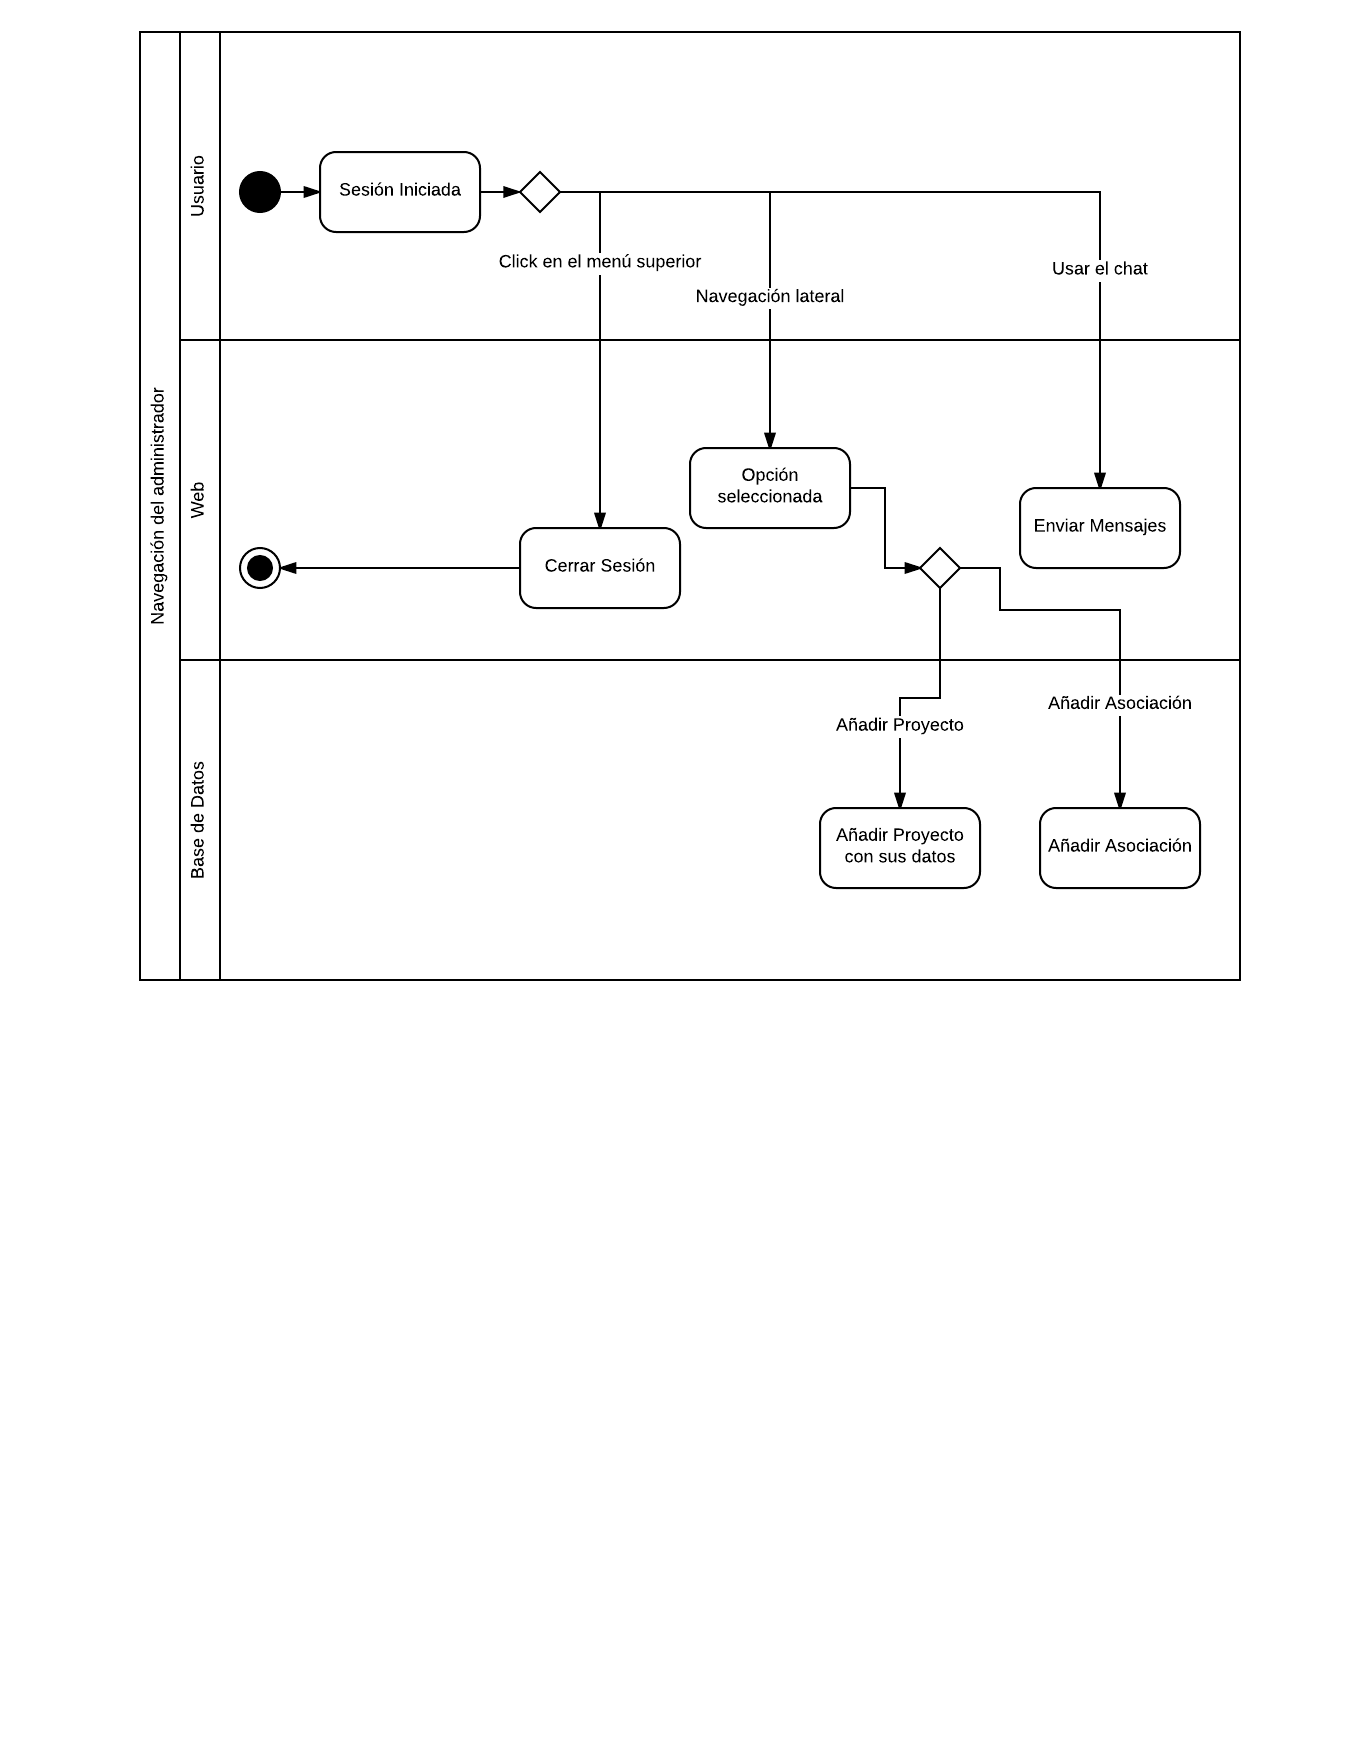 Navegación del administrador
Usuario
Sesión Iniciada
Click en el menú superior
Navegación lateral
Usar el chat
Web
Opción
seleccionada
Enviar Mensajes
Cerrar Sesión
Base de Datos
Añadir Proyecto
Añadir Asociación
Añadir Proyecto
con sus datos
Añadir Asociación